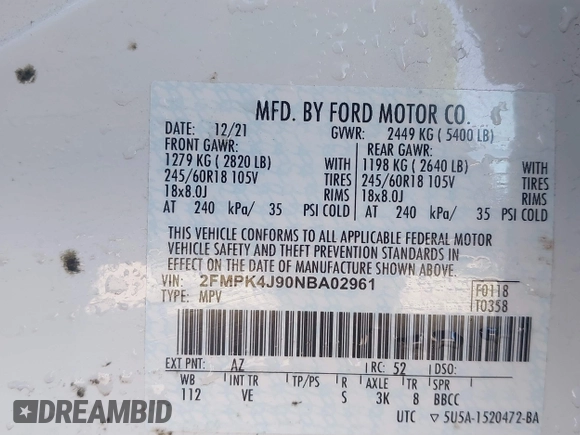 MFD. BY FORD MOTOR CO.
DATE: 12/21 GVWR: 2449 KG ( 5400 LB)
FRONT GAWR: REAR GAWR:
1279 KG ( 2820 LB) WITH 1198 KG ( 2640 LB) WITH
245/60R18 105V TIRES 245/60R18 105V TIRES
18x8.0J RIMS 18x8.0J RIMS
AT 240 kPa/ 35 PSI COLD AT 240 kPa/ 35 PSI COLD
THIS VEHICLE CONFORMS TO ALL APPLICABLE FEDERAL MOTOR
VEHICLE SAFETY AND THEFT PREVENTION STANDARDS IN
EFFECT ON THE DATE OF MANUFACTURE SHOWN ABOVE.
VIN: 2FMPK4J90NBA02961 F0118
TYPE: MPV T0358
EXT PNT: AZ RC: 52 DSO:
WB INT TR TP/PS R AXLE TR SPR
112 VE S 3K 8 BBCC
UTC 5U5A-1520472-BA
DREAMBID